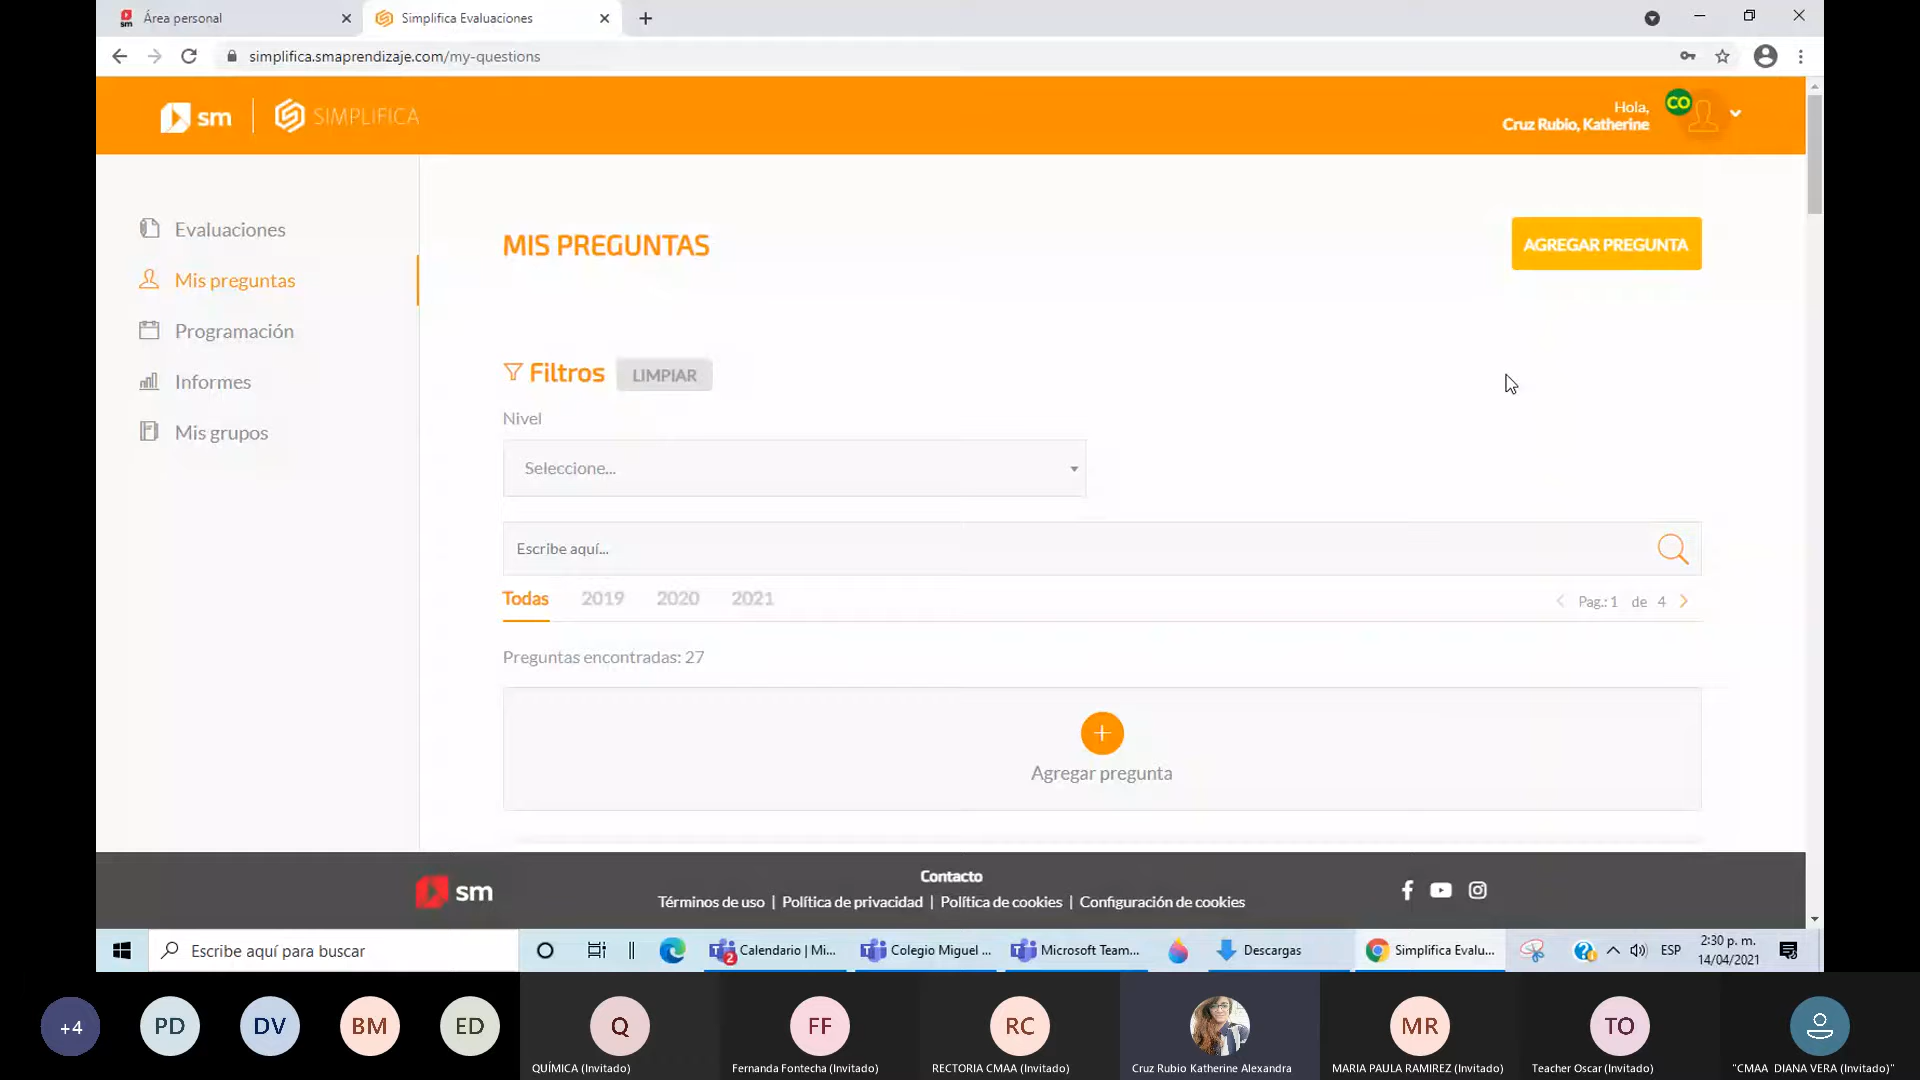 Área personal
Simplifica Evaluaciones
simplifica.smaprendizaje.com/my-questions
sm
SIMPLIFICA
Hola,
Cruz Rubio, Katherine
CO
Evaluaciones
Mis preguntas
Programación
Informes
Mis grupos
MIS PREGUNTAS
AGREGAR PREGUNTA
Filtros
LIMPIAR
Nivel
Seleccione...
Escribe aquí...
Todas 2019 2020 2021
Pag.: 1 de 4
Preguntas encontradas: 27
Agregar pregunta
sm
Contacto
Términos de uso | Política de privacidad | Política de cookies | Configuración de cookies
Escribe aquí para buscar
2
Calendario | Mi...
Colegio Miguel ...
Microsoft Team...
Descargas
Simplifica Evalu...
ESP
2:30 p. m.
14/04/2021
+4
PD
DV
BM
ED
Q
QUÍMICA (Invitado)
FF
Fernanda Fontecha (Invitado)
RC
RECTORIA CMAA (Invitado)
Cruz Rubio Katherine Alexandra
MR
MARIA PAULA RAMIREZ (Invitado)
TO
Teacher Oscar (Invitado)
"CMAA DIANA VERA (Invitado)"